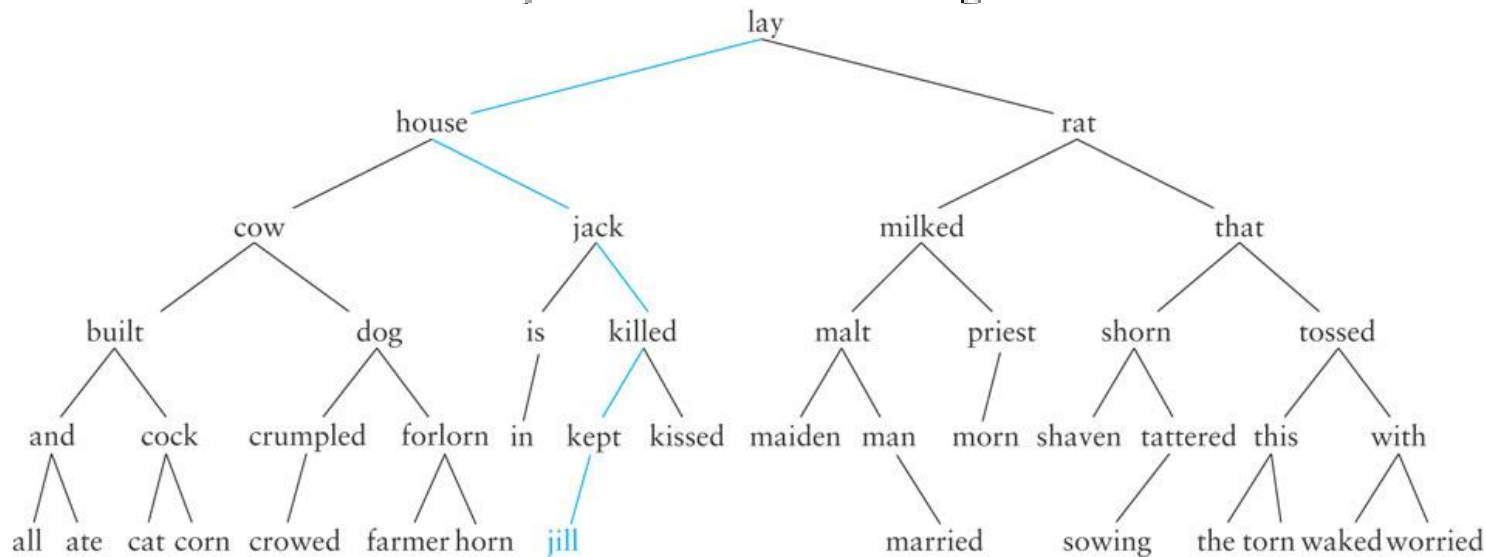 lay
house rat
cow jack milked that
built dog is killed malt priest shorn tossed
and cock crumpled forlorn in kept kissed maiden man morn shaven tattered this with
all ate cat corn crowed farmer horn jill married sowing the torn waked worried